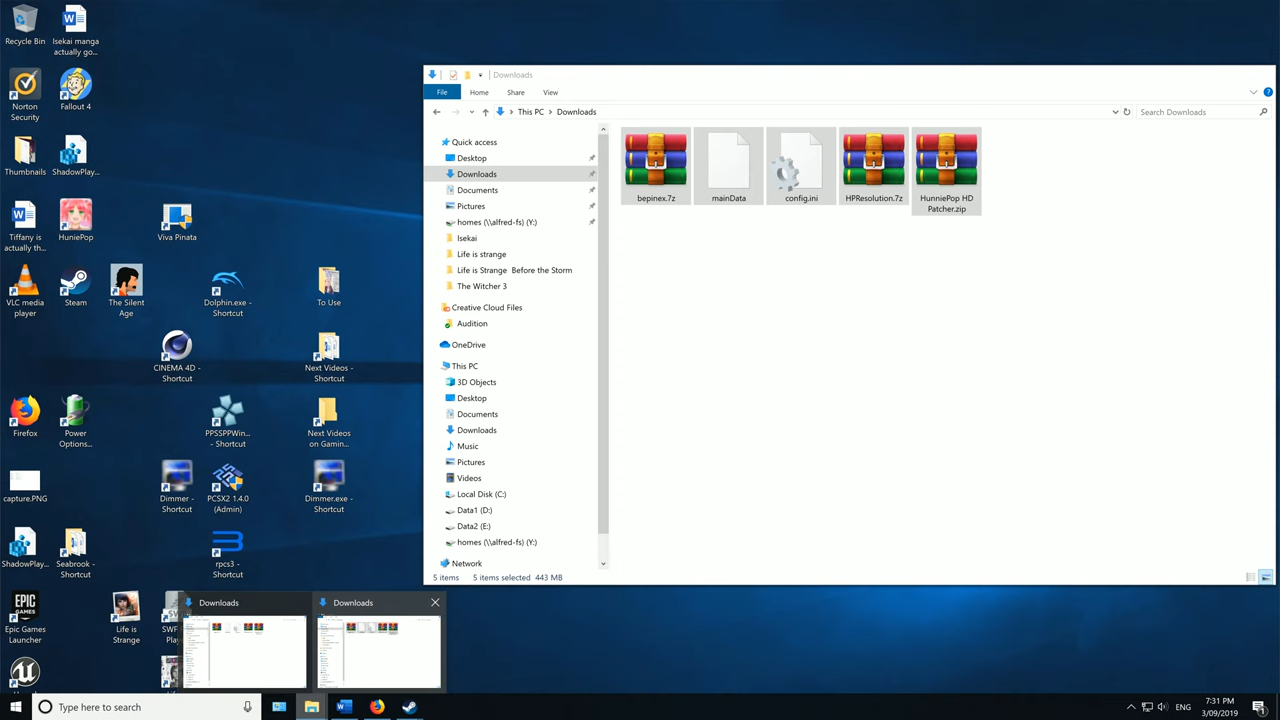 Recycle Bin
Isekai manga
actually go...
Norton
Security
Fallout 4
Thumbnails
ShadowPlay...
Tiffany is
actually th...
HuniePop
Viva Pinata
VLC media
player
Steam
The Silent
Age
Dolphin.exe -
Shortcut
To Use
CINEMA 4D -
Shortcut
Next Videos -
Shortcut
Firefox
Power
Options...
PPSSPPWin...
- Shortcut
Next Videos
on Gamin...
capture.PNG
Dimmer -
Shortcut
PCSX2 1.4.0
(Admin)
Dimmer.exe -
Shortcut
ShadowPlay...
Seabrook -
Shortcut
rpcs3 -
Shortcut
Epic Games
Launcher
Life is
Strange
Downloads
File
Home
Share
View
This PC > Downloads
Search Downloads
Quick access
Desktop
Downloads
Documents
Pictures
homes (\\alfred-fs) (Y:)
Isekai
Life is strange
Life is Strange Before the Storm
The Witcher 3
Creative Cloud Files
Audition
OneDrive
This PC
3D Objects
Desktop
Documents
Downloads
Music
Pictures
Videos
Local Disk (C:)
Data1 (D:)
Data2 (E:)
homes (\\alfred-fs) (Y:)
Network
bepinex.7z
mainData
config.ini
HPResolution.7z
HunniePop HD
Patcher.zip
5 items
5 items selected 443 MB
Downloads
Downloads
Type here to search
ENG
7:31 PM
3/09/2019